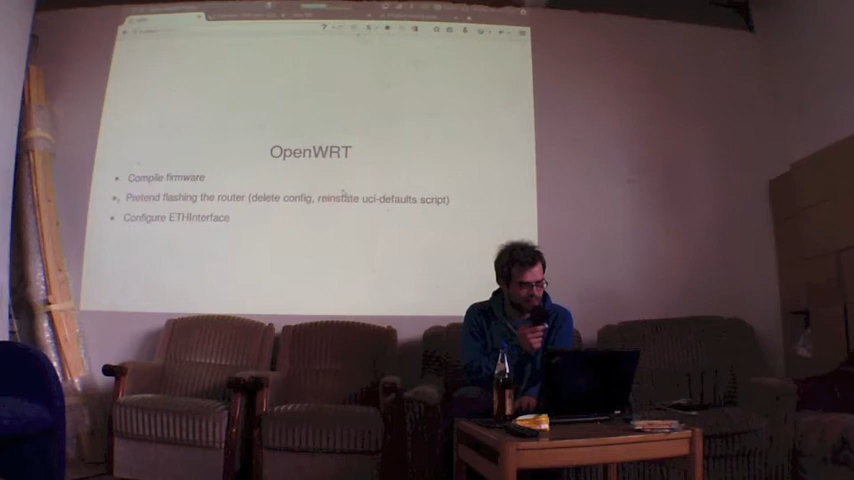 OpenWRT
Compile firmware
Pretend flashing the router (delete config, reinstate uci-defaults script)
Configure ETHInterface